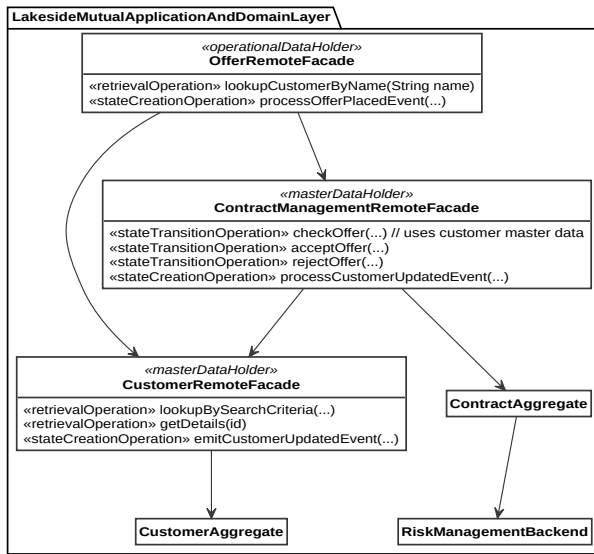 LakesideMutualApplicationAndDomainLayer
«operationalDataHolder»
OfferRemoteFacade
«retrievalOperation» lookupCustomerByName(String name)
«stateCreationOperation» processOfferPlacedEvent(...)
«masterDataHolder»
ContractManagementRemoteFacade
«stateTransitionOperation» checkOffer(...) // uses customer master data
«stateTransitionOperation» acceptOffer(...)
«stateTransitionOperation» rejectOffer(...)
«stateCreationOperation» processCustomerUpdatedEvent(...)
«masterDataHolder»
CustomerRemoteFacade
«retrievalOperation» lookupBySearchCriteria(...)
«retrievalOperation» getDetails(id)
«stateCreationOperation» emitCustomerUpdatedEvent(...)
ContractAggregate
CustomerAggregate
RiskManagementBackend